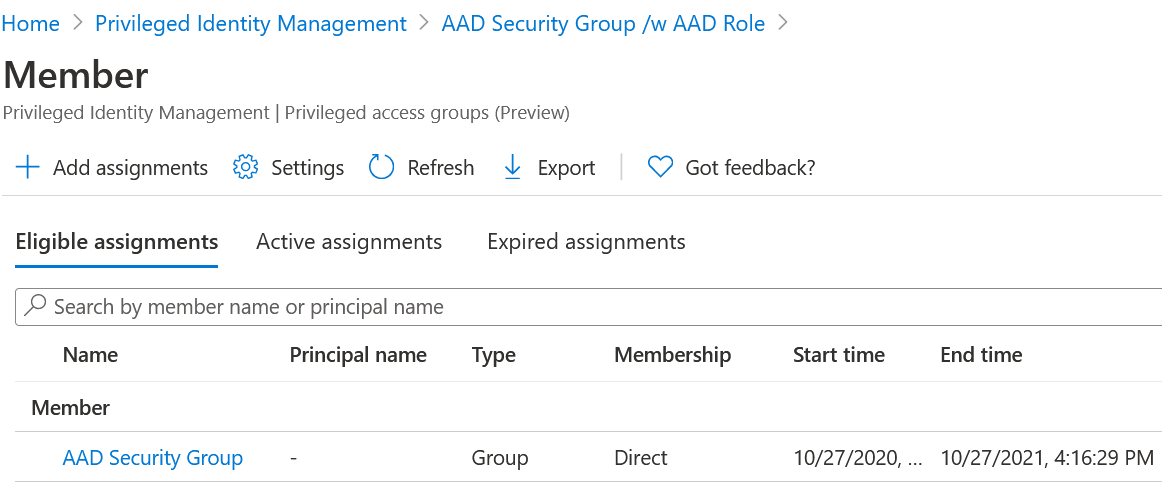 Home > Privileged Identity Management > AAD Security Group /w AAD Role >
Member
Privileged Identity Management | Privileged access groups (Preview)
Add assignments Settings Refresh Export Got feedback?
Eligible assignments Active assignments Expired assignments
Search by member name or principal name
Name Principal name Type Membership Start time End time
Member
AAD Security Group - Group Direct 10/27/2020, ... 10/27/2021, 4:16:29 PM